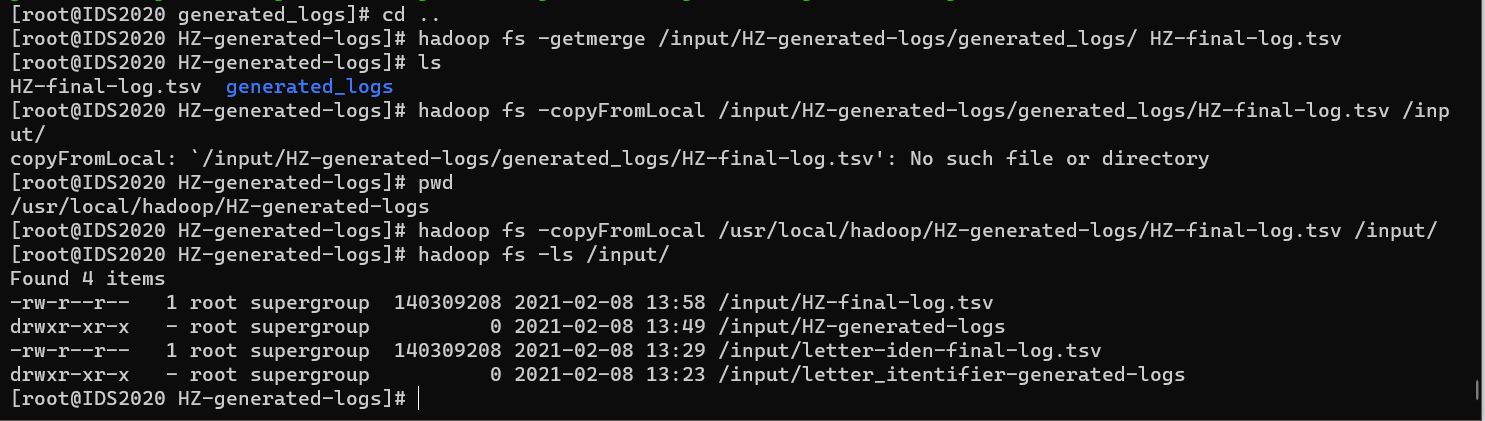 [root@IDS2020 generated_logs]# cd ..
[root@IDS2020 HZ-generated-logs]# hadoop fs -getmerge /input/HZ-generated-logs/generated_logs/ HZ-final-log.tsv
[root@IDS2020 HZ-generated-logs]# ls
HZ-final-log.tsv  generated_logs
[root@IDS2020 HZ-generated-logs]# hadoop fs -copyFromLocal /input/HZ-generated-logs/generated_logs/HZ-final-log.tsv /inp
ut/
copyFromLocal: `/input/HZ-generated-logs/generated_logs/HZ-final-log.tsv': No such file or directory
[root@IDS2020 HZ-generated-logs]# pwd
/usr/local/hadoop/HZ-generated-logs
[root@IDS2020 HZ-generated-logs]# hadoop fs -copyFromLocal /usr/local/hadoop/HZ-generated-logs/HZ-final-log.tsv /input/
[root@IDS2020 HZ-generated-logs]# hadoop fs -ls /input/
Found 4 items
-rw-r--r--   1 root supergroup  140309208 2021-02-08 13:58 /input/HZ-final-log.tsv
drwxr-xr-x   - root supergroup          0 2021-02-08 13:49 /input/HZ-generated-logs
-rw-r--r--   1 root supergroup  140309208 2021-02-08 13:29 /input/letter-iden-final-log.tsv
drwxr-xr-x   - root supergroup          0 2021-02-08 13:23 /input/letter_itentifier-generated-logs
[root@IDS2020 HZ-generated-logs]#